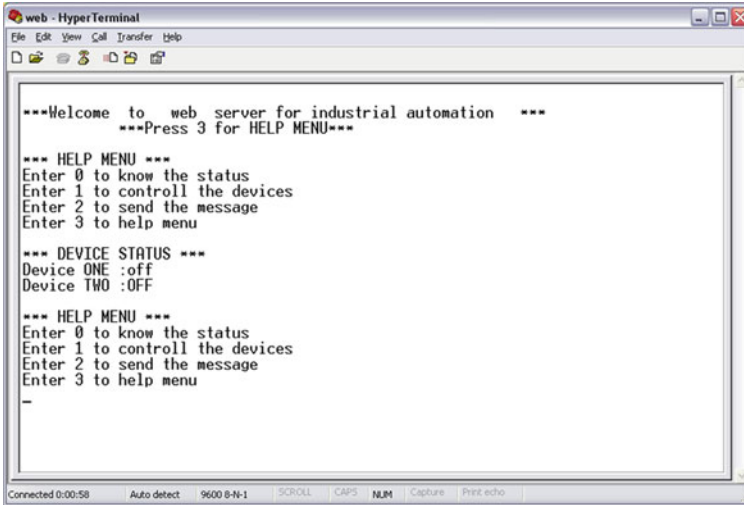 web - HyperTerminal
File Edit View Call Transfer Help
***Welcome to web server for industrial automation ***
***Press 3 for HELP MENU***
*** HELP MENU ***
Enter 0 to know the status
Enter 1 to controll the devices
Enter 2 to send the message
Enter 3 to help menu
*** DEVICE STATUS ***
Device ONE :off
Device TWO :OFF
*** HELP MENU ***
Enter 0 to know the status
Enter 1 to controll the devices
Enter 2 to send the message
Enter 3 to help menu
_
Connected 0:00:58 Auto detect 9600 8-N-1 SCROLL CAPS NUM Capture Print echo